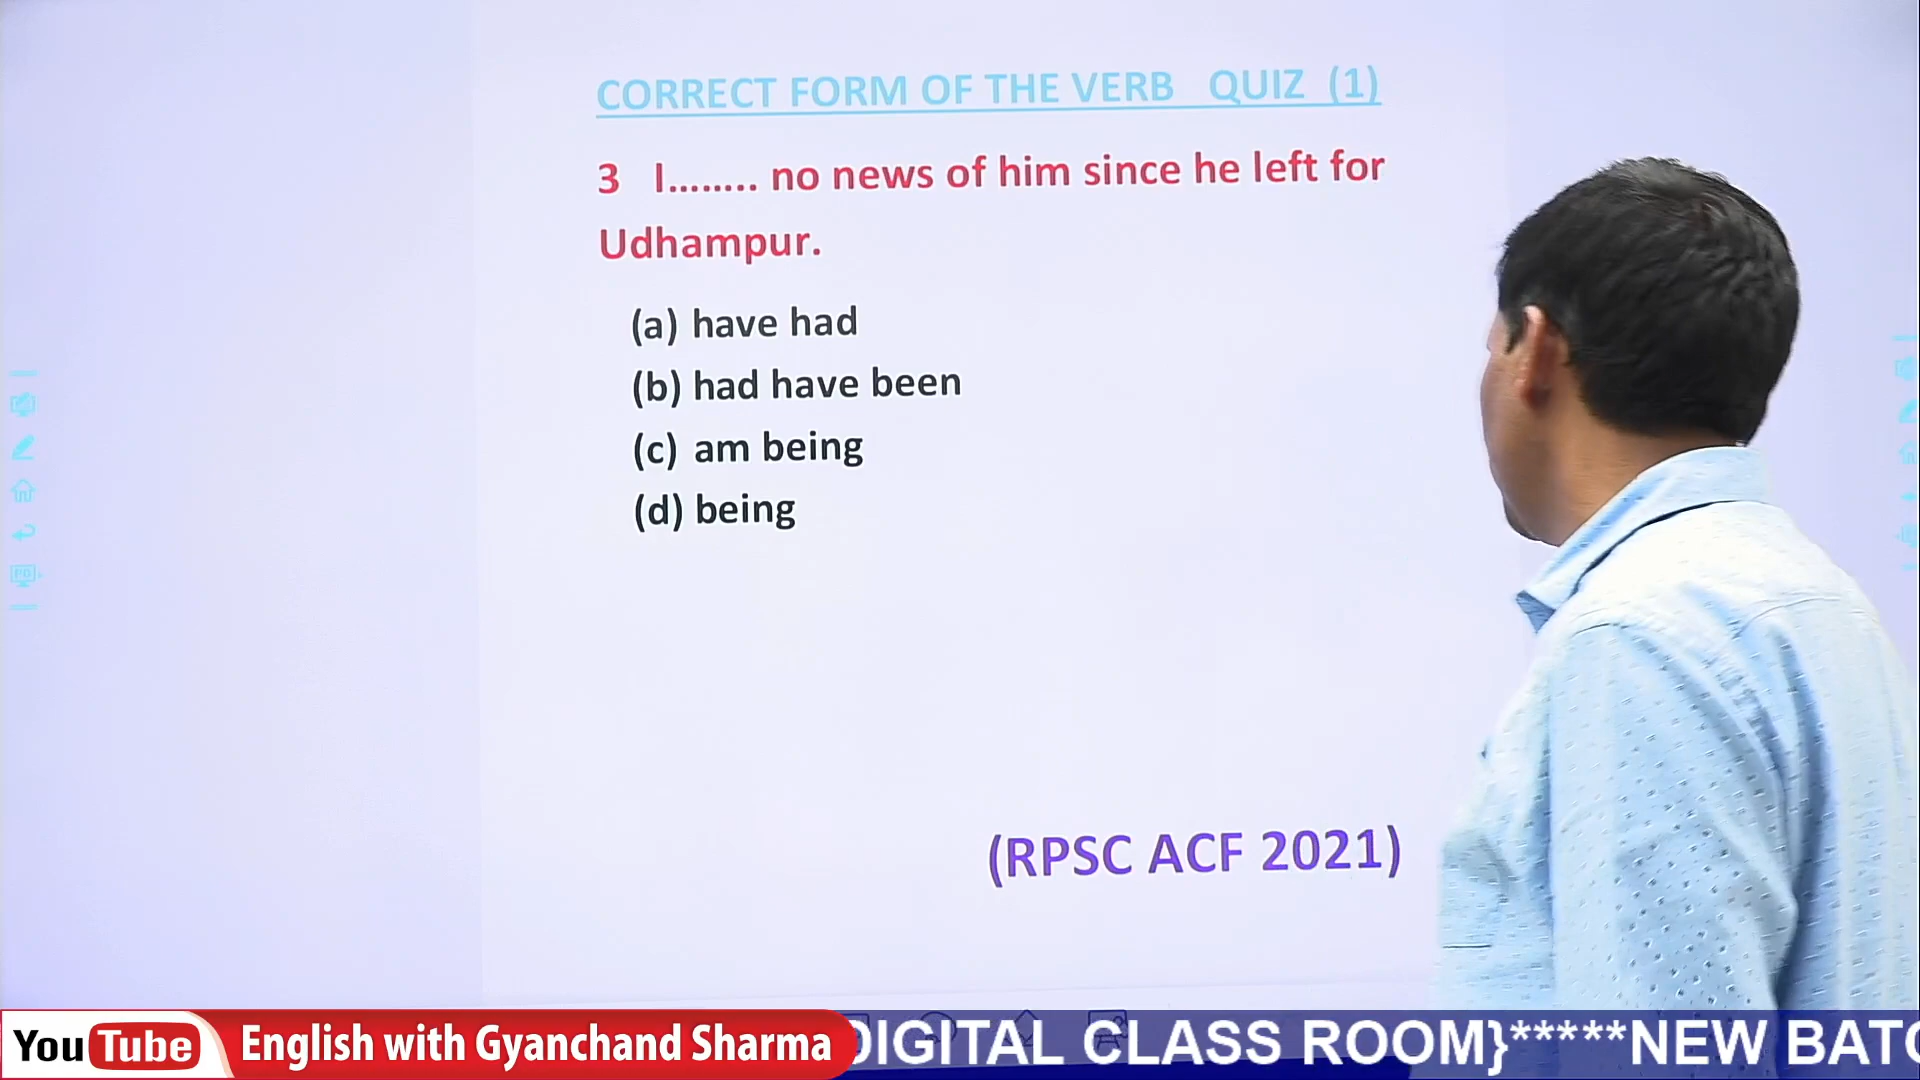 CORRECT FORM OF THE VERB QUIZ (1)
3 I........ no news of him since he left for
Udhampur.
(a) have had
(b) had have been
(c) am being
(d) being
(RPSC ACF 2021)
YouTube English with Gyanchand Sharma DIGITAL CLASS ROOM}*****NEW BATC